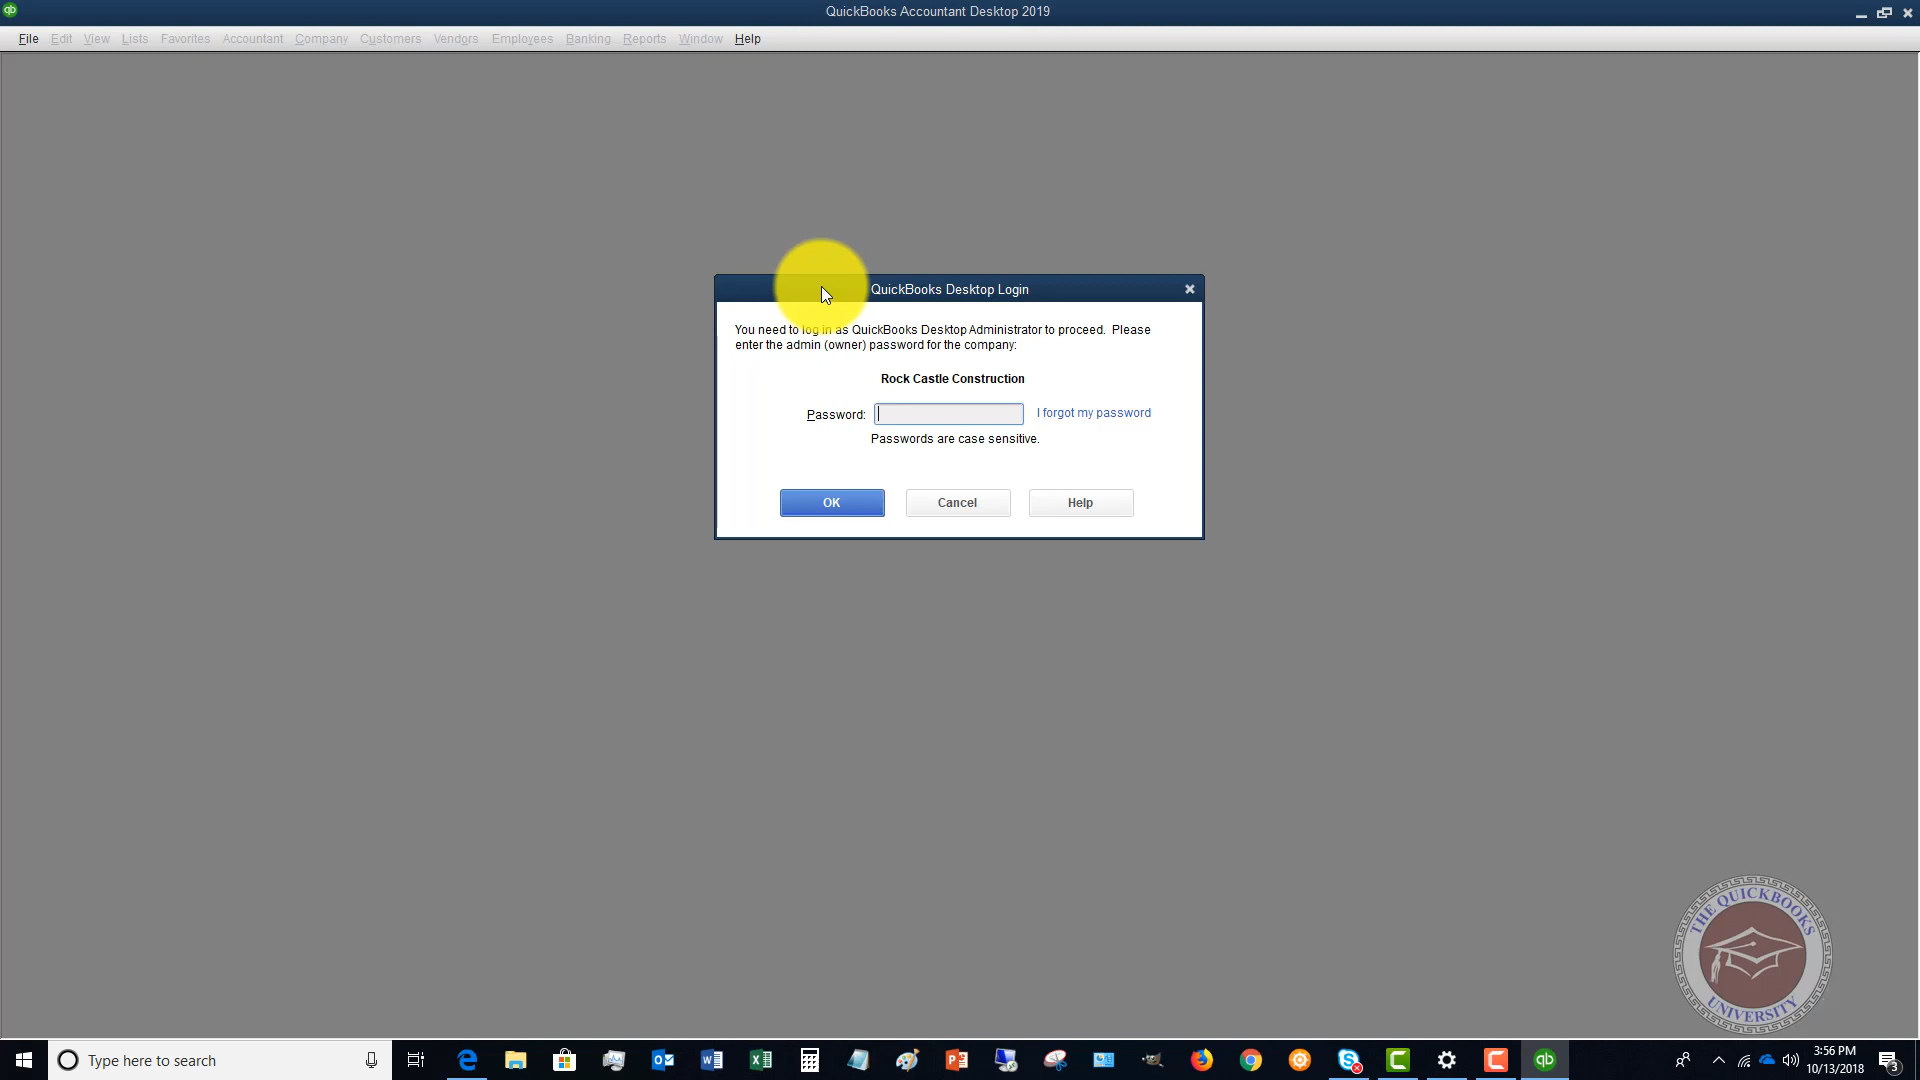 QuickBooks Accountant Desktop 2019
File Edit View Lists Favorites Accountant Company Customers Vendors Employees Banking Reports Window Help
QuickBooks Desktop Login
You need to log in as QuickBooks Desktop Administrator to proceed. Please
enter the admin (owner) password for the company:
Rock Castle Construction
Password:
I forgot my password
Passwords are case sensitive.
OK Cancel Help
THE QUICKBOOKS
UNIVERSITY
Type here to search
3:56 PM
10/13/2018
3